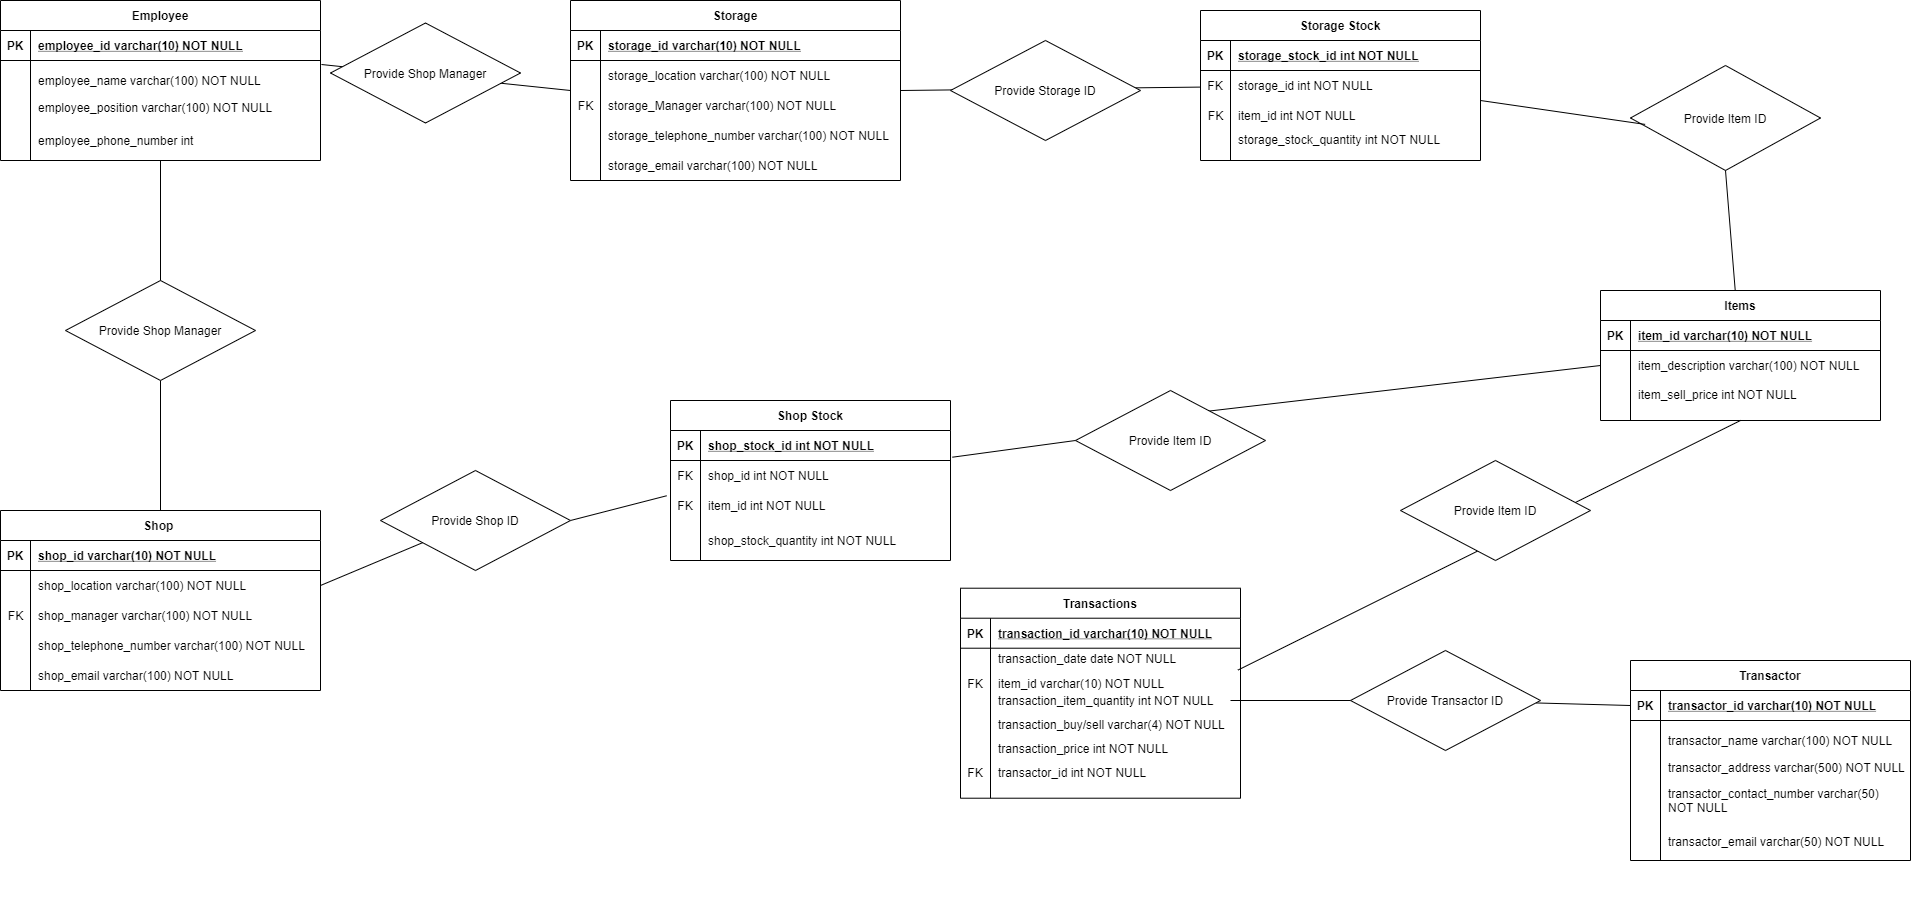 Employee
PK employee_id varchar(10) NOT NULL
employee_name varchar(100) NOT NULL
employee_position varchar(100) NOT NULL
employee_phone_number int
Provide Shop Manager
Storage
PK storage_id varchar(10) NOT NULL
storage_location varchar(100) NOT NULL
FK storage_Manager varchar(100) NOT NULL
storage_telephone_number varchar(100) NOT NULL
storage_email varchar(100) NOT NULL
Provide Storage ID
Storage Stock
PK storage_stock_id int NOT NULL
FK storage_id int NOT NULL
FK item_id int NOT NULL
storage_stock_quantity int NOT NULL
Provide Item ID
Provide Shop Manager
Items
PK item_id varchar(10) NOT NULL
item_description varchar(100) NOT NULL
item_sell_price int NOT NULL
Shop Stock
PK shop_stock_id int NOT NULL
FK shop_id int NOT NULL
FK item_id int NOT NULL
shop_stock_quantity int NOT NULL
Provide Item ID
Provide Item ID
Provide Shop ID
Shop
PK shop_id varchar(10) NOT NULL
shop_location varchar(100) NOT NULL
FK shop_manager varchar(100) NOT NULL
shop_telephone_number varchar(100) NOT NULL
shop_email varchar(100) NOT NULL
Transactions
PK transaction_id varchar(10) NOT NULL
transaction_date date NOT NULL
FK item_id varchar(10) NOT NULL
transaction_item_quantity int NOT NULL
transaction_buy/sell varchar(4) NOT NULL
transaction_price int NOT NULL
FK transactor_id int NOT NULL
Provide Transactor ID
Transactor
PK transactor_id varchar(10) NOT NULL
transactor_name varchar(100) NOT NULL
transactor_address varchar(500) NOT NULL
transactor_contact_number varchar(50)
NOT NULL
transactor_email varchar(50) NOT NULL